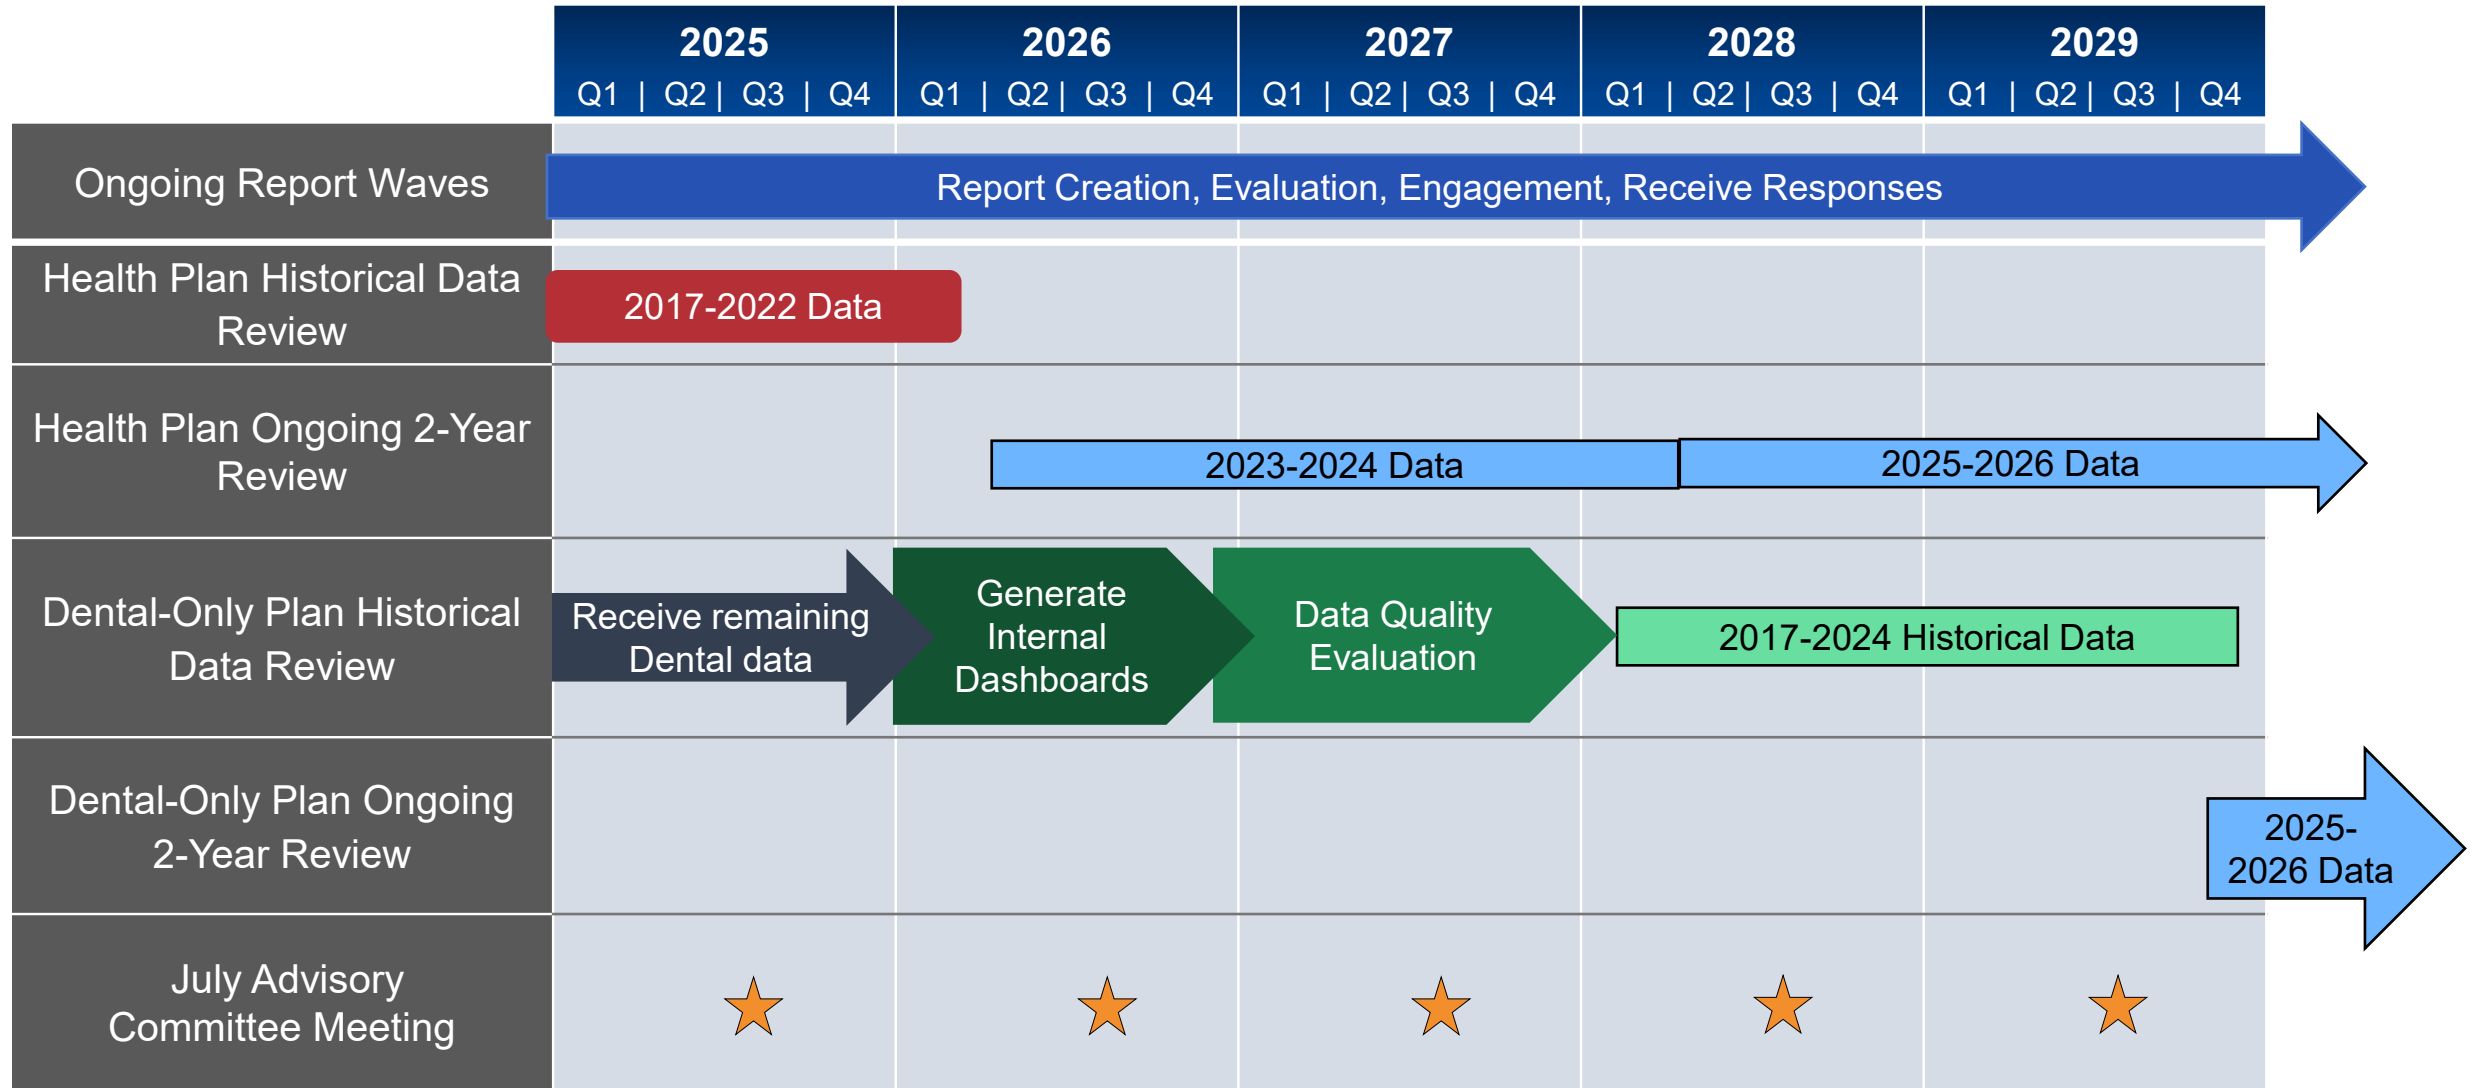 2025 2026 2027 2028 2029
Q1 | Q2 | Q3 | Q4 Q1 | Q2 | Q3 | Q4 Q1 | Q2 | Q3 | Q4 Q1 | Q2 | Q3 | Q4 Q1 | Q2 | Q3 | Q4
Ongoing Report Waves
Report Creation, Evaluation, Engagement, Receive Responses
Health Plan Historical Data
Review
2017-2022 Data
Health Plan Ongoing 2-Year
Review
2023-2024 Data
2025-2026 Data
Dental-Only Plan Historical
Data Review
Receive remaining
Dental data
Generate
Internal
Dashboards
Data Quality
Evaluation
2017-2024 Historical Data
Dental-Only Plan Ongoing
2-Year Review
2025-
2026 Data
July Advisory
Committee Meeting